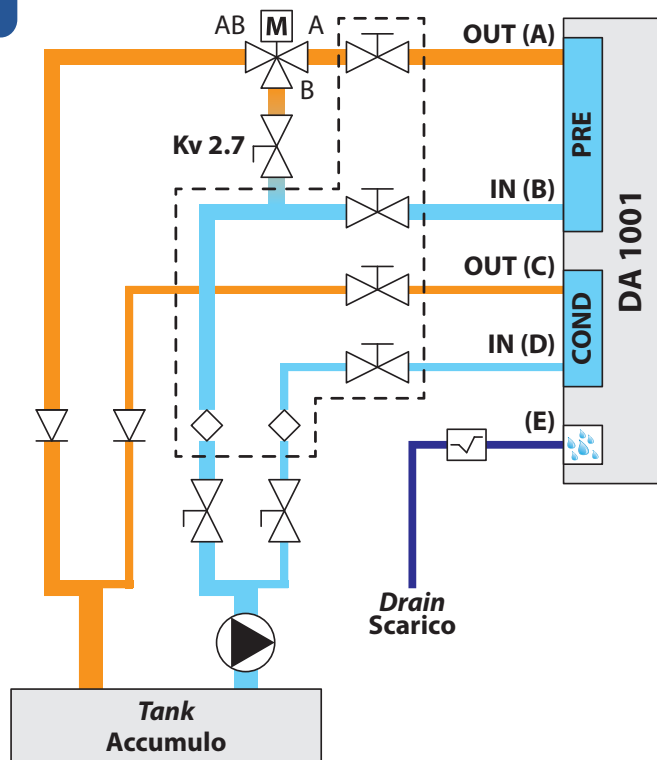 AB M A
OUT (A)
B
Kv 2.7
PRE
IN (B)
OUT (C)
DA 1001
COND
IN (D)
(E)
Drain
Scarico
Tank
Accumulo